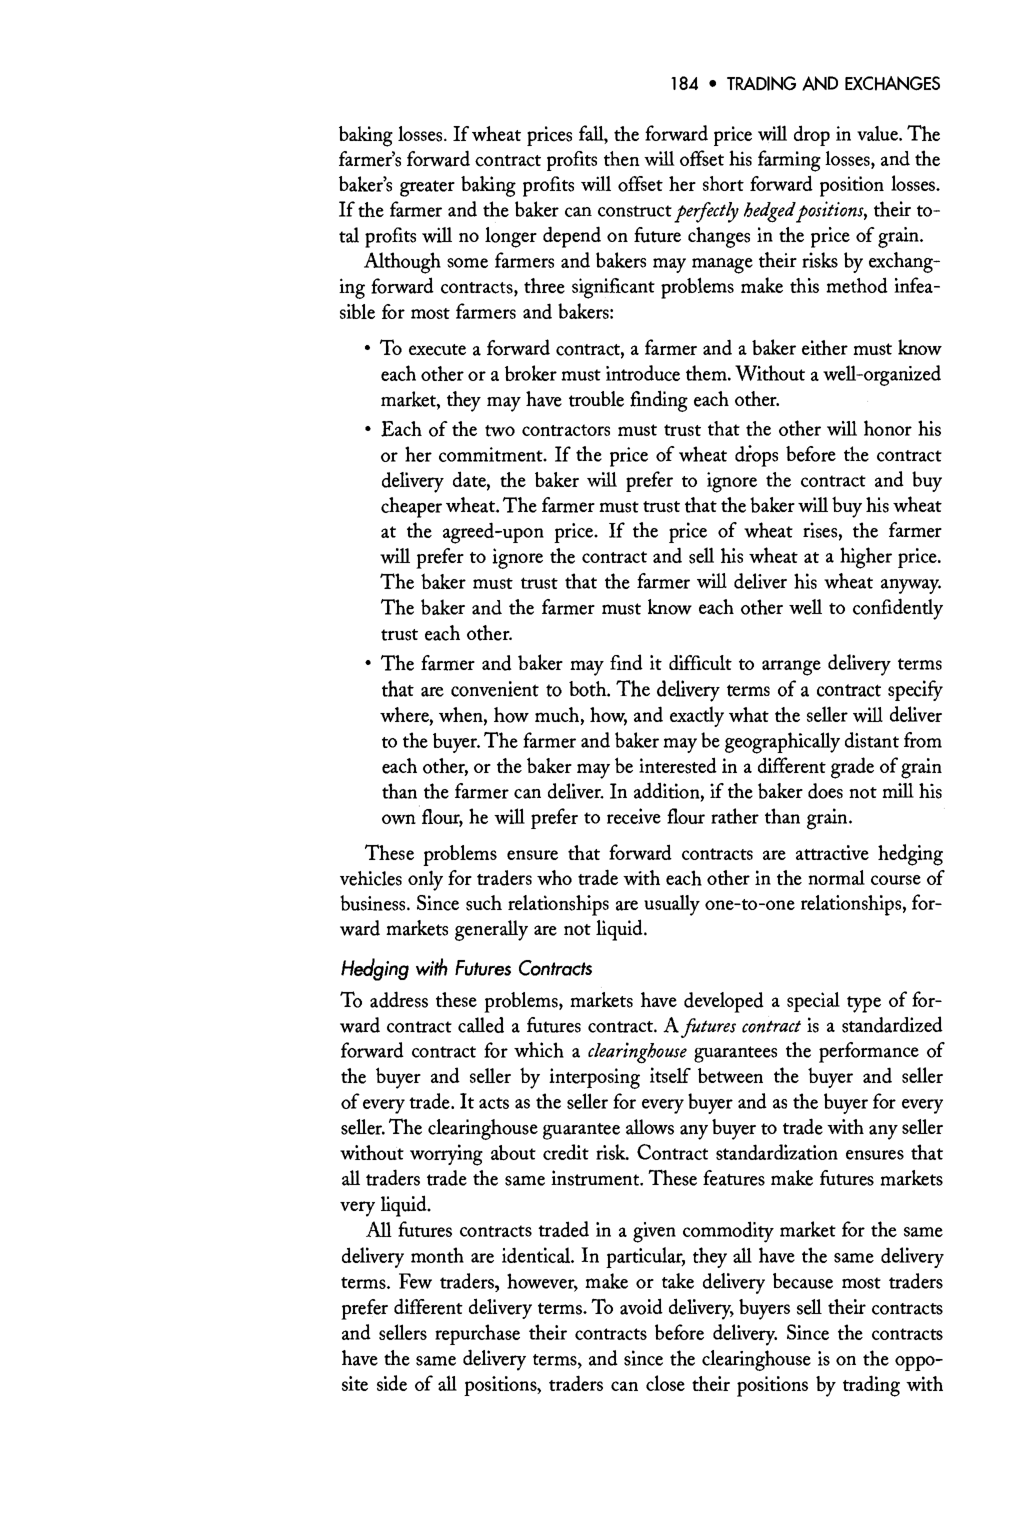 184 • TRADING AND EXCHANGES
baking losses. If wheat prices fall, the forward price will drop in value. The
farmer's forward contract profits then will offset his farming losses, and the
baker's greater baking profits will offset her short forward position losses.
If the farmer and the baker can construct perfectly hedged positions, their to-
tal profits will no longer depend on future changes in the price of grain.
Although some farmers and bakers may manage their risks by exchang-
ing forward contracts, three significant problems make this method infea-
sible for most farmers and bakers:
• To execute a forward contract, a farmer and a baker either must know
each other or a broker must introduce them. Without a well-organized
market, they may have trouble finding each other.
• Each of the two contractors must trust that the other will honor his
or her commitment. If the price of wheat drops before the contract
delivery date, the baker will prefer to ignore the contract and buy
cheaper wheat. The farmer must trust that the baker will buy his wheat
at the agreed-upon price. If the price of wheat rises, the farmer
will prefer to ignore the contract and sell his wheat at a higher price.
The baker must trust that the farmer will deliver his wheat anyway.
The baker and the farmer must know each other well to confidently
trust each other.
• The farmer and baker may find it difficult to arrange delivery terms
that are convenient to both. The delivery terms of a contract specify
where, when, how much, how, and exactly what the seller will deliver
to the buyer. The farmer and baker may be geographically distant from
each other, or the baker may be interested in a different grade of grain
than the farmer can deliver. In addition, if the baker does not mill his
own flour, he will prefer to receive flour rather than grain.
These problems ensure that forward contracts are attractive hedging
vehicles only for traders who trade with each other in the normal course of
business. Since such relationships are usually one-to-one relationships, for-
ward markets generally are not liquid.
Hedging with Futures Contracts
To address these problems, markets have developed a special type of for-
ward contract called a futures contract. A futures contract is a standardized
forward contract for which a clearinghouse guarantees the performance of
the buyer and seller by interposing itself between the buyer and seller
of every trade. It acts as the seller for every buyer and as the buyer for every
seller. The clearinghouse guarantee allows any buyer to trade with any seller
without worrying about credit risk. Contract standardization ensures that
all traders trade the same instrument. These features make futures markets
very liquid.
All futures contracts traded in a given commodity market for the same
delivery month are identical. In particular, they all have the same delivery
terms. Few traders, however, make or take delivery because most traders
prefer different delivery terms. To avoid delivery, buyers sell their contracts
and sellers repurchase their contracts before delivery. Since the contracts
have the same delivery terms, and since the clearinghouse is on the oppo-
site side of all positions, traders can close their positions by trading with